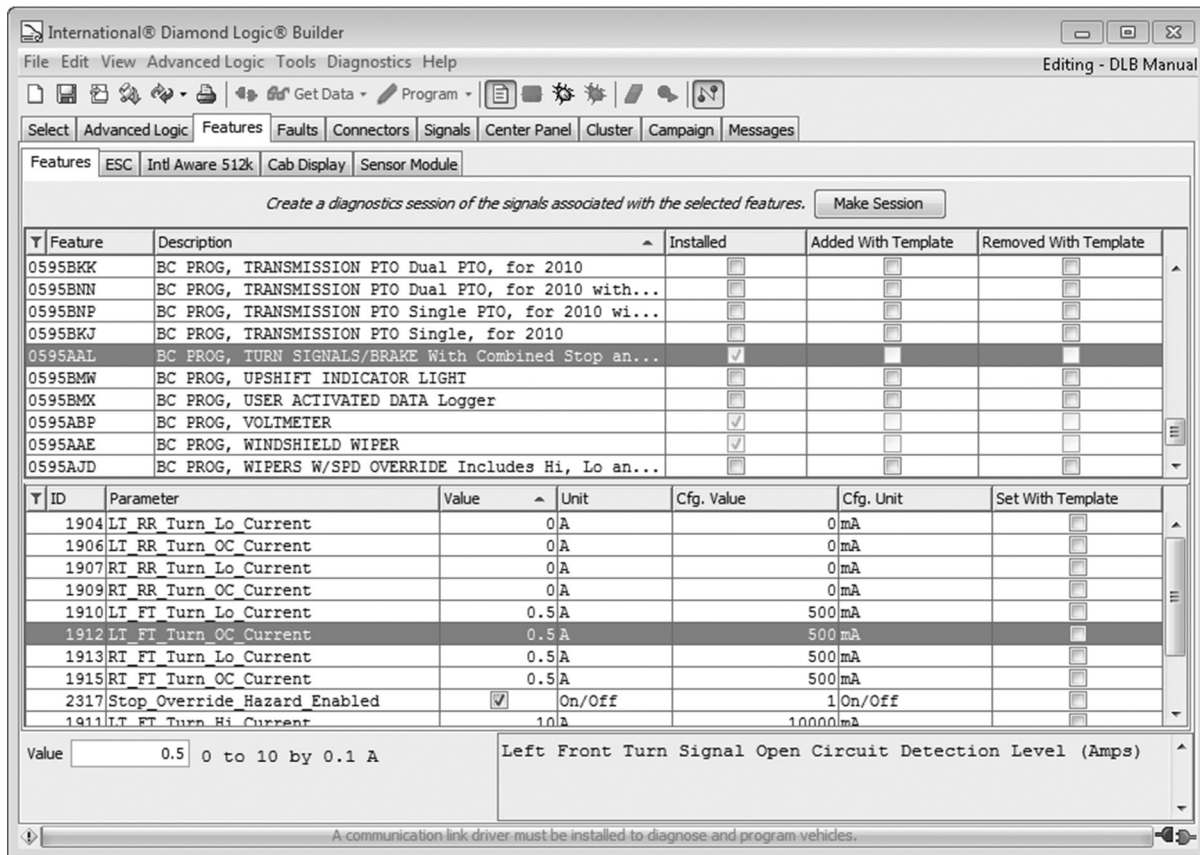 International® Diamond Logic® Builder
File Edit View Advanced Logic Tools Diagnostics Help Editing - DLB Manual
Get Data Program
Select Advanced Logic Features Faults Connectors Signals Center Panel Cluster Campaign Messages
Features ESC Intl Aware 512k Cab Display Sensor Module
Create a diagnostics session of the signals associated with the selected features. Make Session
Feature Description Installed Added With Template Removed With Template
0595BKK BC PROG, TRANSMISSION PTO Dual PTO, for 2010
0595BNN BC PROG, TRANSMISSION PTO Dual PTO, for 2010 with...
0595BNP BC PROG, TRANSMISSION PTO Single PTO, for 2010 wi...
0595BKJ BC PROG, TRANSMISSION PTO Single, for 2010
0595AAL BC PROG, TURN SIGNALS/BRAKE With Combined Stop an...
0595BMW BC PROG, UPSHIFT INDICATOR LIGHT
0595BMX BC PROG, USER ACTIVATED DATA Logger
0595ABP BC PROG, VOLTMETER
0595AAE BC PROG, WINDSHIELD WIPER
0595AJD BC PROG, WIPERS W/SPD OVERRIDE Includes Hi, Lo an...
ID Parameter Value Unit Cfg. Value Cfg. Unit Set With Template
1904 LT_RR_Turn_Lo_Current 0 A 0 mA
1906 LT_RR_Turn_OC_Current 0 A 0 mA
1907 RT_RR_Turn_Lo_Current 0 A 0 mA
1909 RT_RR_Turn_OC_Current 0 A 0 mA
1910 LT_FT_Turn_Lo_Current 0.5 A 500 mA
1912 LT_FT_Turn_OC_Current 0.5 A 500 mA
1913 RT_FT_Turn_Lo_Current 0.5 A 500 mA
1915 RT_FT_Turn_OC_Current 0.5 A 500 mA
2317 Stop_Override_Hazard_Enabled On/Off 1 On/Off
1911 LT_FT_Turn_Hi_Current 10 A 10000 mA
Value 0.5 0 to 10 by 0.1 A Left Front Turn Signal Open Circuit Detection Level (Amps)
A communication link driver must be installed to diagnose and program vehicles.